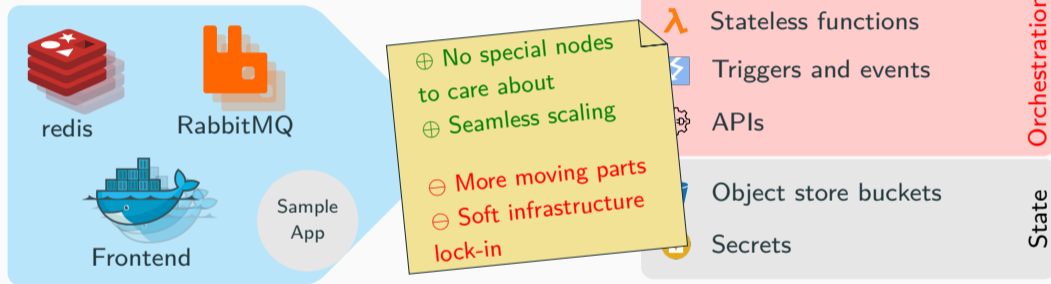 redis
RabbitMQ
Frontend
Sample
App
⊕ No special nodes
to care about
⊕ Seamless scaling
⊖ More moving parts
⊖ Soft infrastructure
lock-in
Stateless functions
Triggers and events
APIs
Orchestration
Object store buckets
Secrets
State